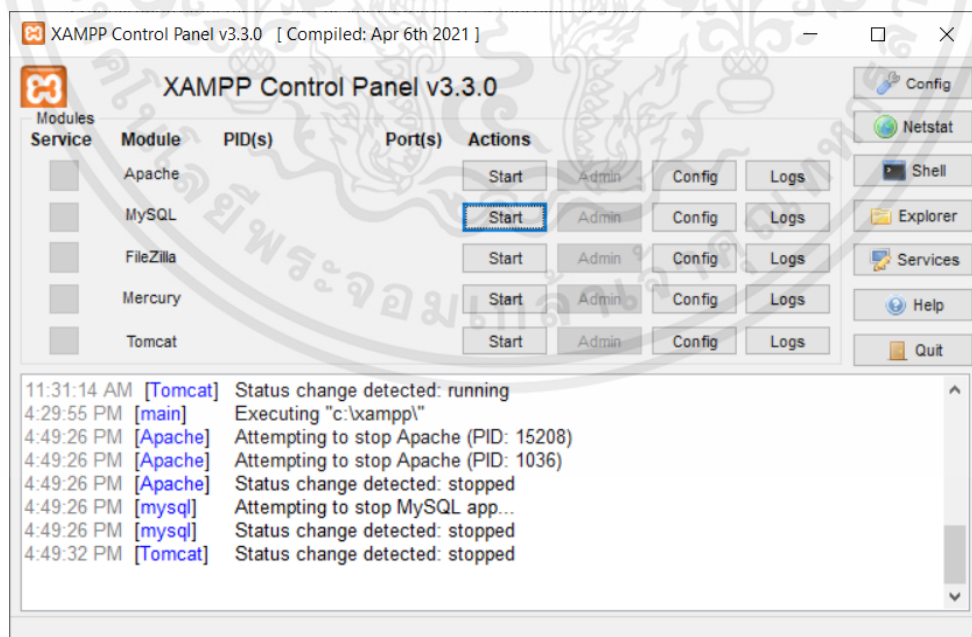 XAMPP Control Panel v3.3.0 [ Compiled: Apr 6th 2021 ]
XAMPP Control Panel v3.3.0
Config
Modules
Service Module PID(s) Port(s) Actions
Netstat
Apache Start Admin Config Logs
Shell
MySQL Start Admin Config Logs
Explorer
FileZilla Start Admin Config Logs
Services
Mercury Start Admin Config Logs
Help
Tomcat Start Admin Config Logs
Quit
11:31:14 AM [Tomcat] Status change detected: running
4:29:55 PM [main] Executing "c:\xampp\"
4:49:26 PM [Apache] Attempting to stop Apache (PID: 15208)
4:49:26 PM [Apache] Attempting to stop Apache (PID: 1036)
4:49:26 PM [Apache] Status change detected: stopped
4:49:26 PM [mysql] Attempting to stop MySQL app...
4:49:26 PM [mysql] Status change detected: stopped
4:49:32 PM [Tomcat] Status change detected: stopped